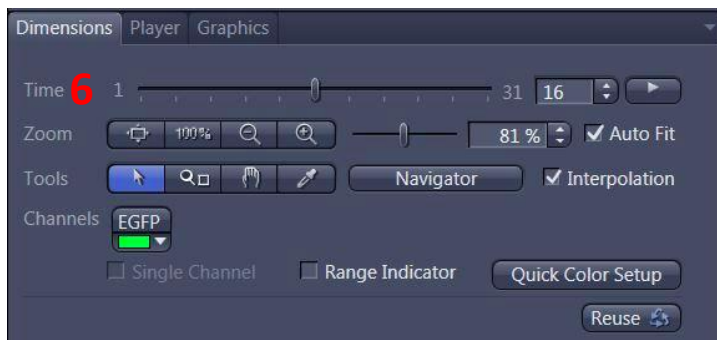 Dimensions Player Graphics
Time 6 1 31 16
Zoom 100% 81 % Auto Fit
Tools Navigator Interpolation
Channels EGFP
Single Channel Range Indicator Quick Color Setup
Reuse